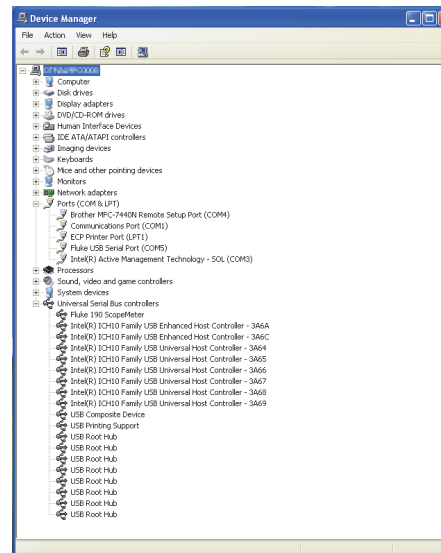 Device Manager
File Action View Help
Computer
Disk drives
Display adapters
DVD/CD-ROM drives
Human Interface Devices
IDE ATA/ATAPI controllers
Imaging devices
Keyboards
Mice and other pointing devices
Monitors
Network adapters
Ports (COM & LPT)
Brother MFC-7440N Remote Setup Port (COM4)
Communications Port (COM1)
ECP Printer Port (LPT1)
Fluke USB Serial Port (COM5)
Intel(R) Active Management Technology - SOL (COM3)
Processors
Sound, video and game controllers
System devices
Universal Serial Bus controllers
Fluke 190 ScopeMeter
Intel(R) ICH10 Family USB Enhanced Host Controller - 3A6A
Intel(R) ICH10 Family USB Enhanced Host Controller - 3A6C
Intel(R) ICH10 Family USB Universal Host Controller - 3A64
Intel(R) ICH10 Family USB Universal Host Controller - 3A65
Intel(R) ICH10 Family USB Universal Host Controller - 3A66
Intel(R) ICH10 Family USB Universal Host Controller - 3A67
Intel(R) ICH10 Family USB Universal Host Controller - 3A68
Intel(R) ICH10 Family USB Universal Host Controller - 3A69
USB Composite Device
USB Printing Support
USB Root Hub
USB Root Hub
USB Root Hub
USB Root Hub
USB Root Hub
USB Root Hub
USB Root Hub
USB Root Hub